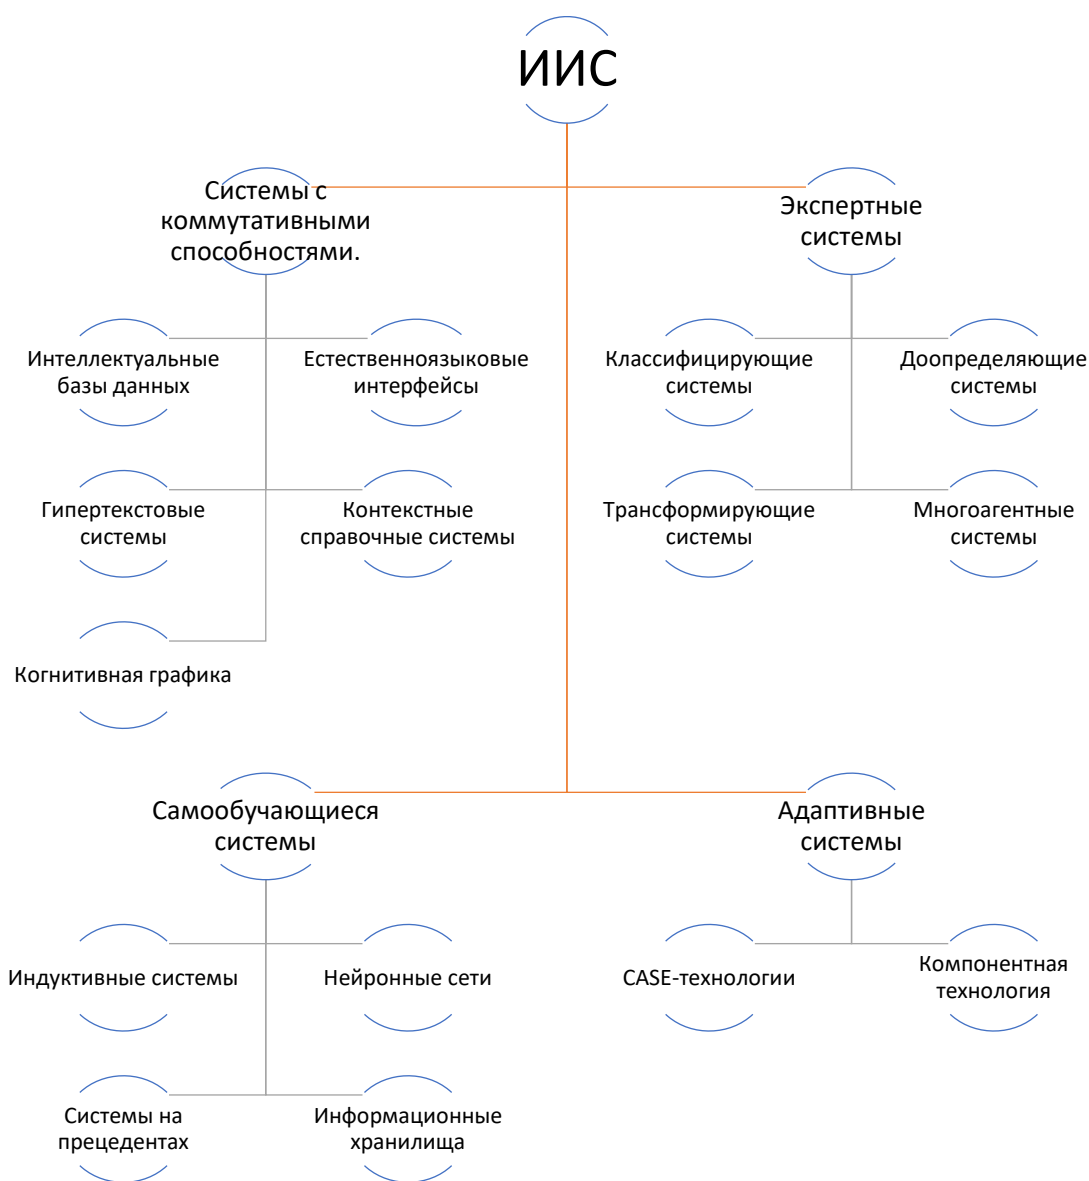 ИИС
Системы с
коммутативными
способностями.
Экспертные
системы
Интеллектуальные
базы данных
Естественноязыковые
интерфейсы
Классифицирующие
системы
Доопределяющие
системы
Гипертекстовые
системы
Контекстные
справочные системы
Трансформирующие
системы
Многоагентные
системы
Когнитивная графика
Самообучающиеся
системы
Адаптивные
системы
Индуктивные системы
Нейронные сети
CASE-технологии
Компонентная
технология
Системы на
прецедентах
Информационные
хранилища